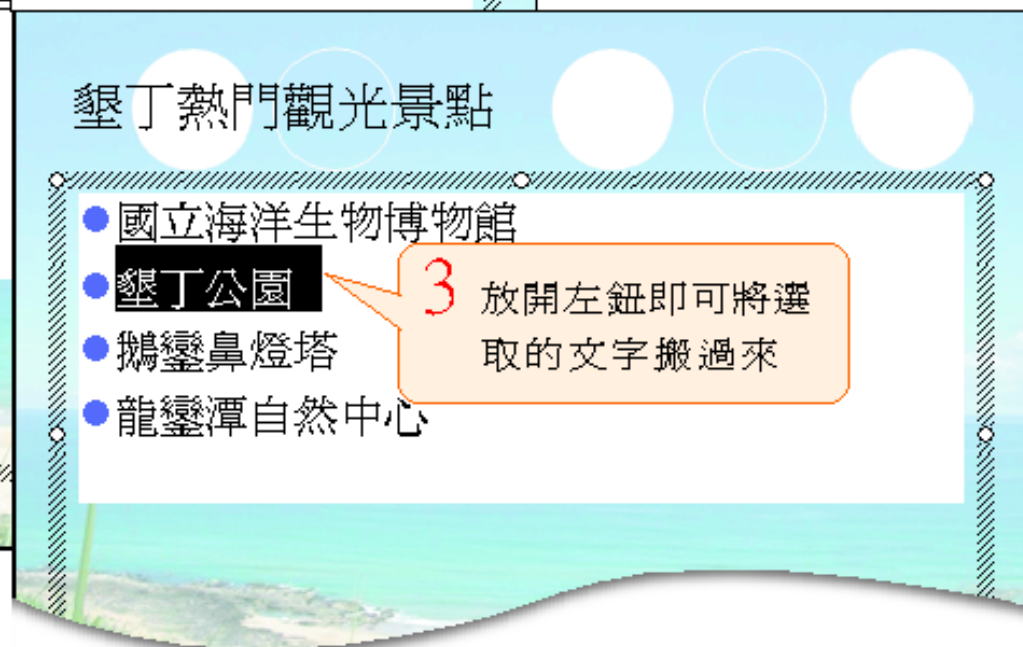 墾丁熱門觀光景點
國立海洋生物博物館
墾丁公園
鵝鑾鼻燈塔
龍鑾潭自然中心
3 放開左鈕即可將選
取的文字搬過來